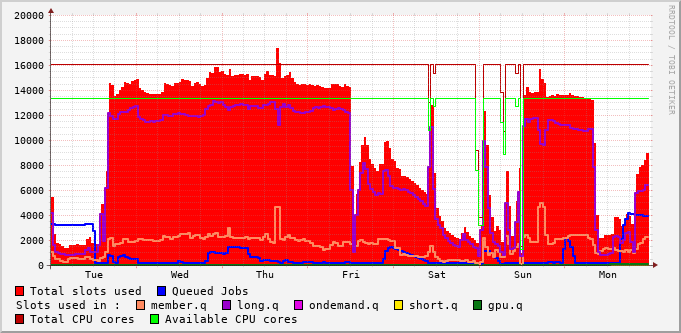 20000
18000
16000
14000
12000
10000
8000
6000
4000
2000
0
Tue Wed Thu Fri Sat Sun Mon
RRDTOOL / TOBI OETIKER
Total slots used Queued Jobs
Slots used in : member.q long.q ondemand.q short.q gpu.q
Total CPU cores Available CPU cores